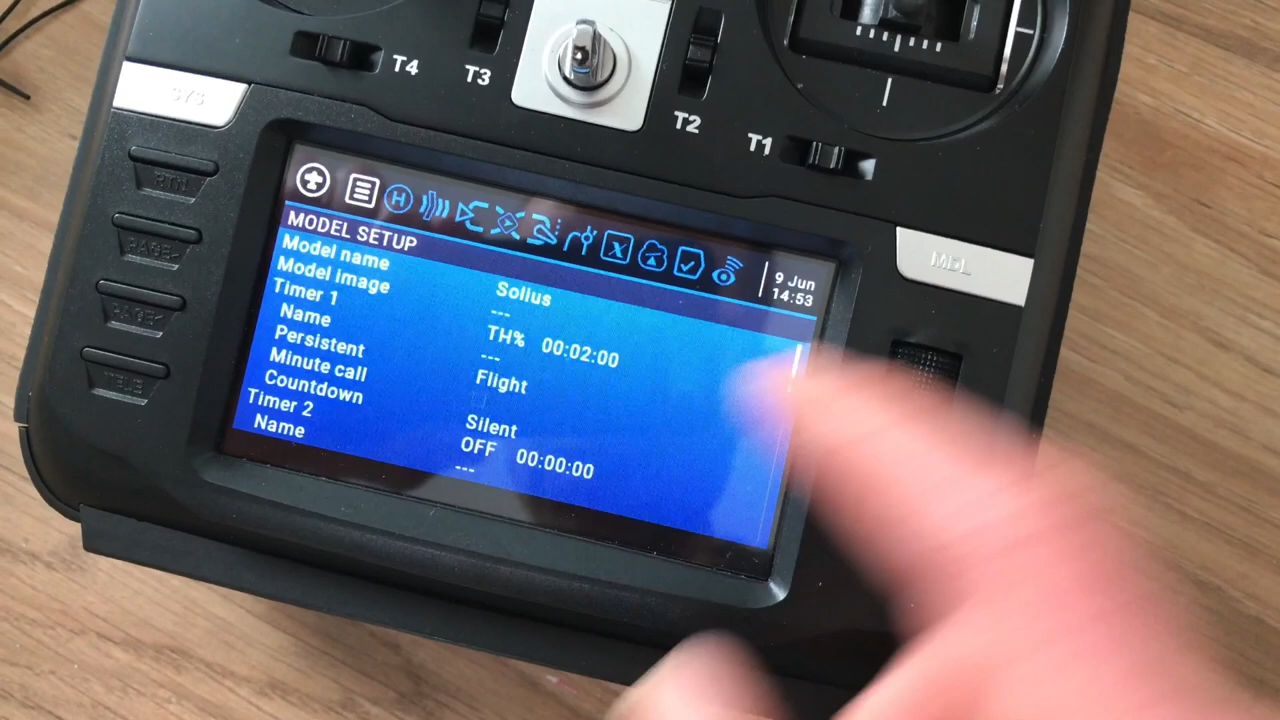 T4
T3
T2
T1
SYS
RTN
PAGE<
PAGE<
TELE
MDL
MODEL SETUP
9 Jun
14:53
Model name Solius
Model image ---
Timer 1 TH% 00:02:00
Name ---
Persistent Flight
Minute call
Countdown Silent
Timer 2 OFF 00:00:00
Name ---
H
X